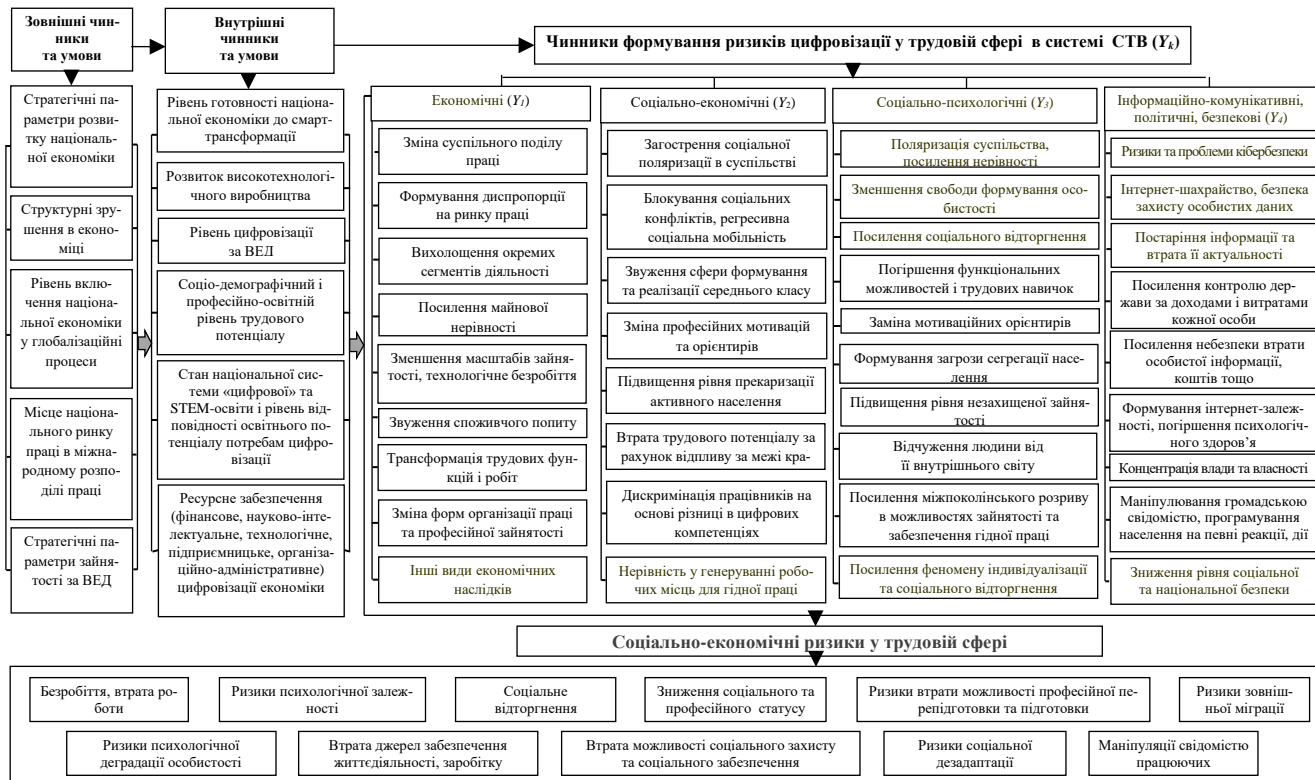 Зовнішні чин-
ники
та умови
Внутрішні
чинники
та умови
Чинники формування ризиків цифровізації у трудовій сфері в системі СТВ (Yk)
Стратегічні па-
раметри розви-
тку національ-
ної економіки
Структурні зру-
шення в еконо-
міці
Рівень вклю-
чення націона-
льної економіки
у глобалізаційні
процеси
Місце націона-
льного ринку
праці в міжна-
родному розпо-
ділі праці
Стратегічні па-
раметри зайня-
тості за ВЕД
Рівень готовності націона-
льної економіки до смарт-
трансформації
Розвиток високотехнологі-
чного виробництва
Рівень цифровізації
за ВЕД
Соціо-демографічний і
професійно-освітній
рівень трудового
потенціалу
Стан національної систе-
ми «цифрової» та
STEM-освіти і рівень від-
повідності освітнього по-
тенціалу потребам цифро-
візації
Ресурсне забезпечення
(фінансове, науково-інте-
лектуальне, технологічне,
підприємницьке, організа-
ційно-адміністративне)
цифровізації економіки
Економічні (Y1)
Зміна суспільного поділу
праці
Формування диспропорції
на ринку праці
Вихолощення окремих
сегментів діяльності
Посилення майнової
нерівності
Зменшення масштабів зайня-
тості, технологічне безробіття
Звуження споживчого попиту
Трансформація трудових фун-
кцій і робіт
Зміна форм організації праці
та професійної зайнятості
Інші види економічних
наслідків
Соціально-економічні (Y2)
Загострення соціальної
поляризації в суспільстві
Блокування соціальних
конфліктів, регресивна
соціальна мобільність
Звуження сфери формування
та реалізації середнього класу
Зміна професійних мотивацій
та орієнтирів
Підвищення рівня прекаризації
активного населення
Втрата трудового потенціалу за
рахунок відпливу за межі кра-
Дискримінація працівників на
основі різниці в цифрових
компетенціях
Нерівність у генеруванні робо-
чих місць для гідної праці
Соціально-психологічні (Y3)
Поляризація суспільства,
посилення нерівності
Зменшення свободи формування осо-
бистості
Посилення соціального відторгнення
Погіршення функціональних
можливостей і трудових навичок
Заміна мотиваційних орієнтирів
Формування загрози сегрегації насе-
лення
Підвищення рівня незахищеної зайня-
тості
Відчуження людини від
її внутрішнього світу
Посилення міжпоколінського розриву
в можливостях зайнятості та
забезпечення гідної праці
Посилення феномену індивідуалізації
та соціального відторгнення
Інформаційно-комунікативні,
політичні, безпекові (Y4)
Ризики та проблеми кібербезпеки
Інтернет-шахрайство, безпека
захисту особистих даних
Постаріння інформації та
втрата її актуальності
Посилення контролю дер-
жави за доходами і витратами
кожної особи
Посилення небезпеки втрати
особистої інформації,
коштів тощо
Формування інтернет-залеж-
ності, погіршення психологі-
чного здоров’я
Концентрація влади та власності
Маніпулювання громадською
свідомістю, програмування
населення на певні реакції, дії
Зниження рівня соціальної
та національної безпеки
Соціально-економічні ризики у трудовій сфері
Безробіття, втрата ро-
боти
Ризики психологічної залеж-
ності
Соціальне
відторгнення
Зниження соціального та
професійного статусу
Ризики втрати можливості професійної пе-
репідготовки та підготовки
Ризики зовніш-
ньої міграції
Ризики психологічної
деградації особистості
Втрата джерел забезпечення
життєдіяльності, заробітку
Втрата можливості соціального захисту
та соціального забезпечення
Ризики соціальної
дезадаптації
Маніпуляції свідомістю
працюючих